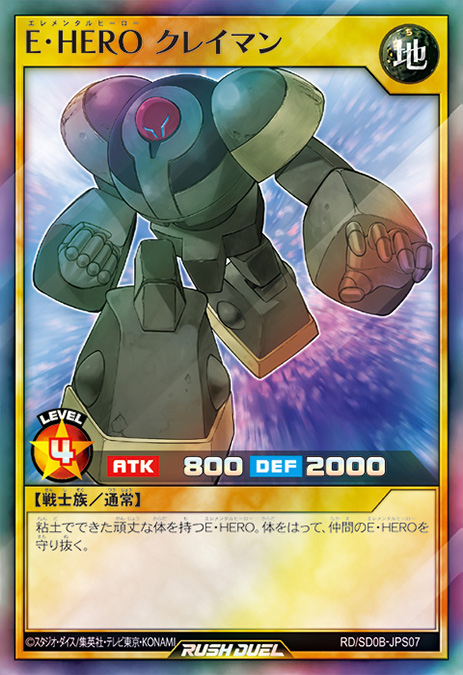 エレメンタルヒーロー
E・HERO クレイマン
地
LEVEL
4
ATK 800 DEF 2000
【戦士族／通常】
粘土でできた頑丈な体を持つE・HERO。体をはって、仲間のE・HEROを
守り抜く。
©スタジオ・ダイス/集英社・テレビ東京・KONAMI
RUSH DUEL
RD/SD0B-JPS07